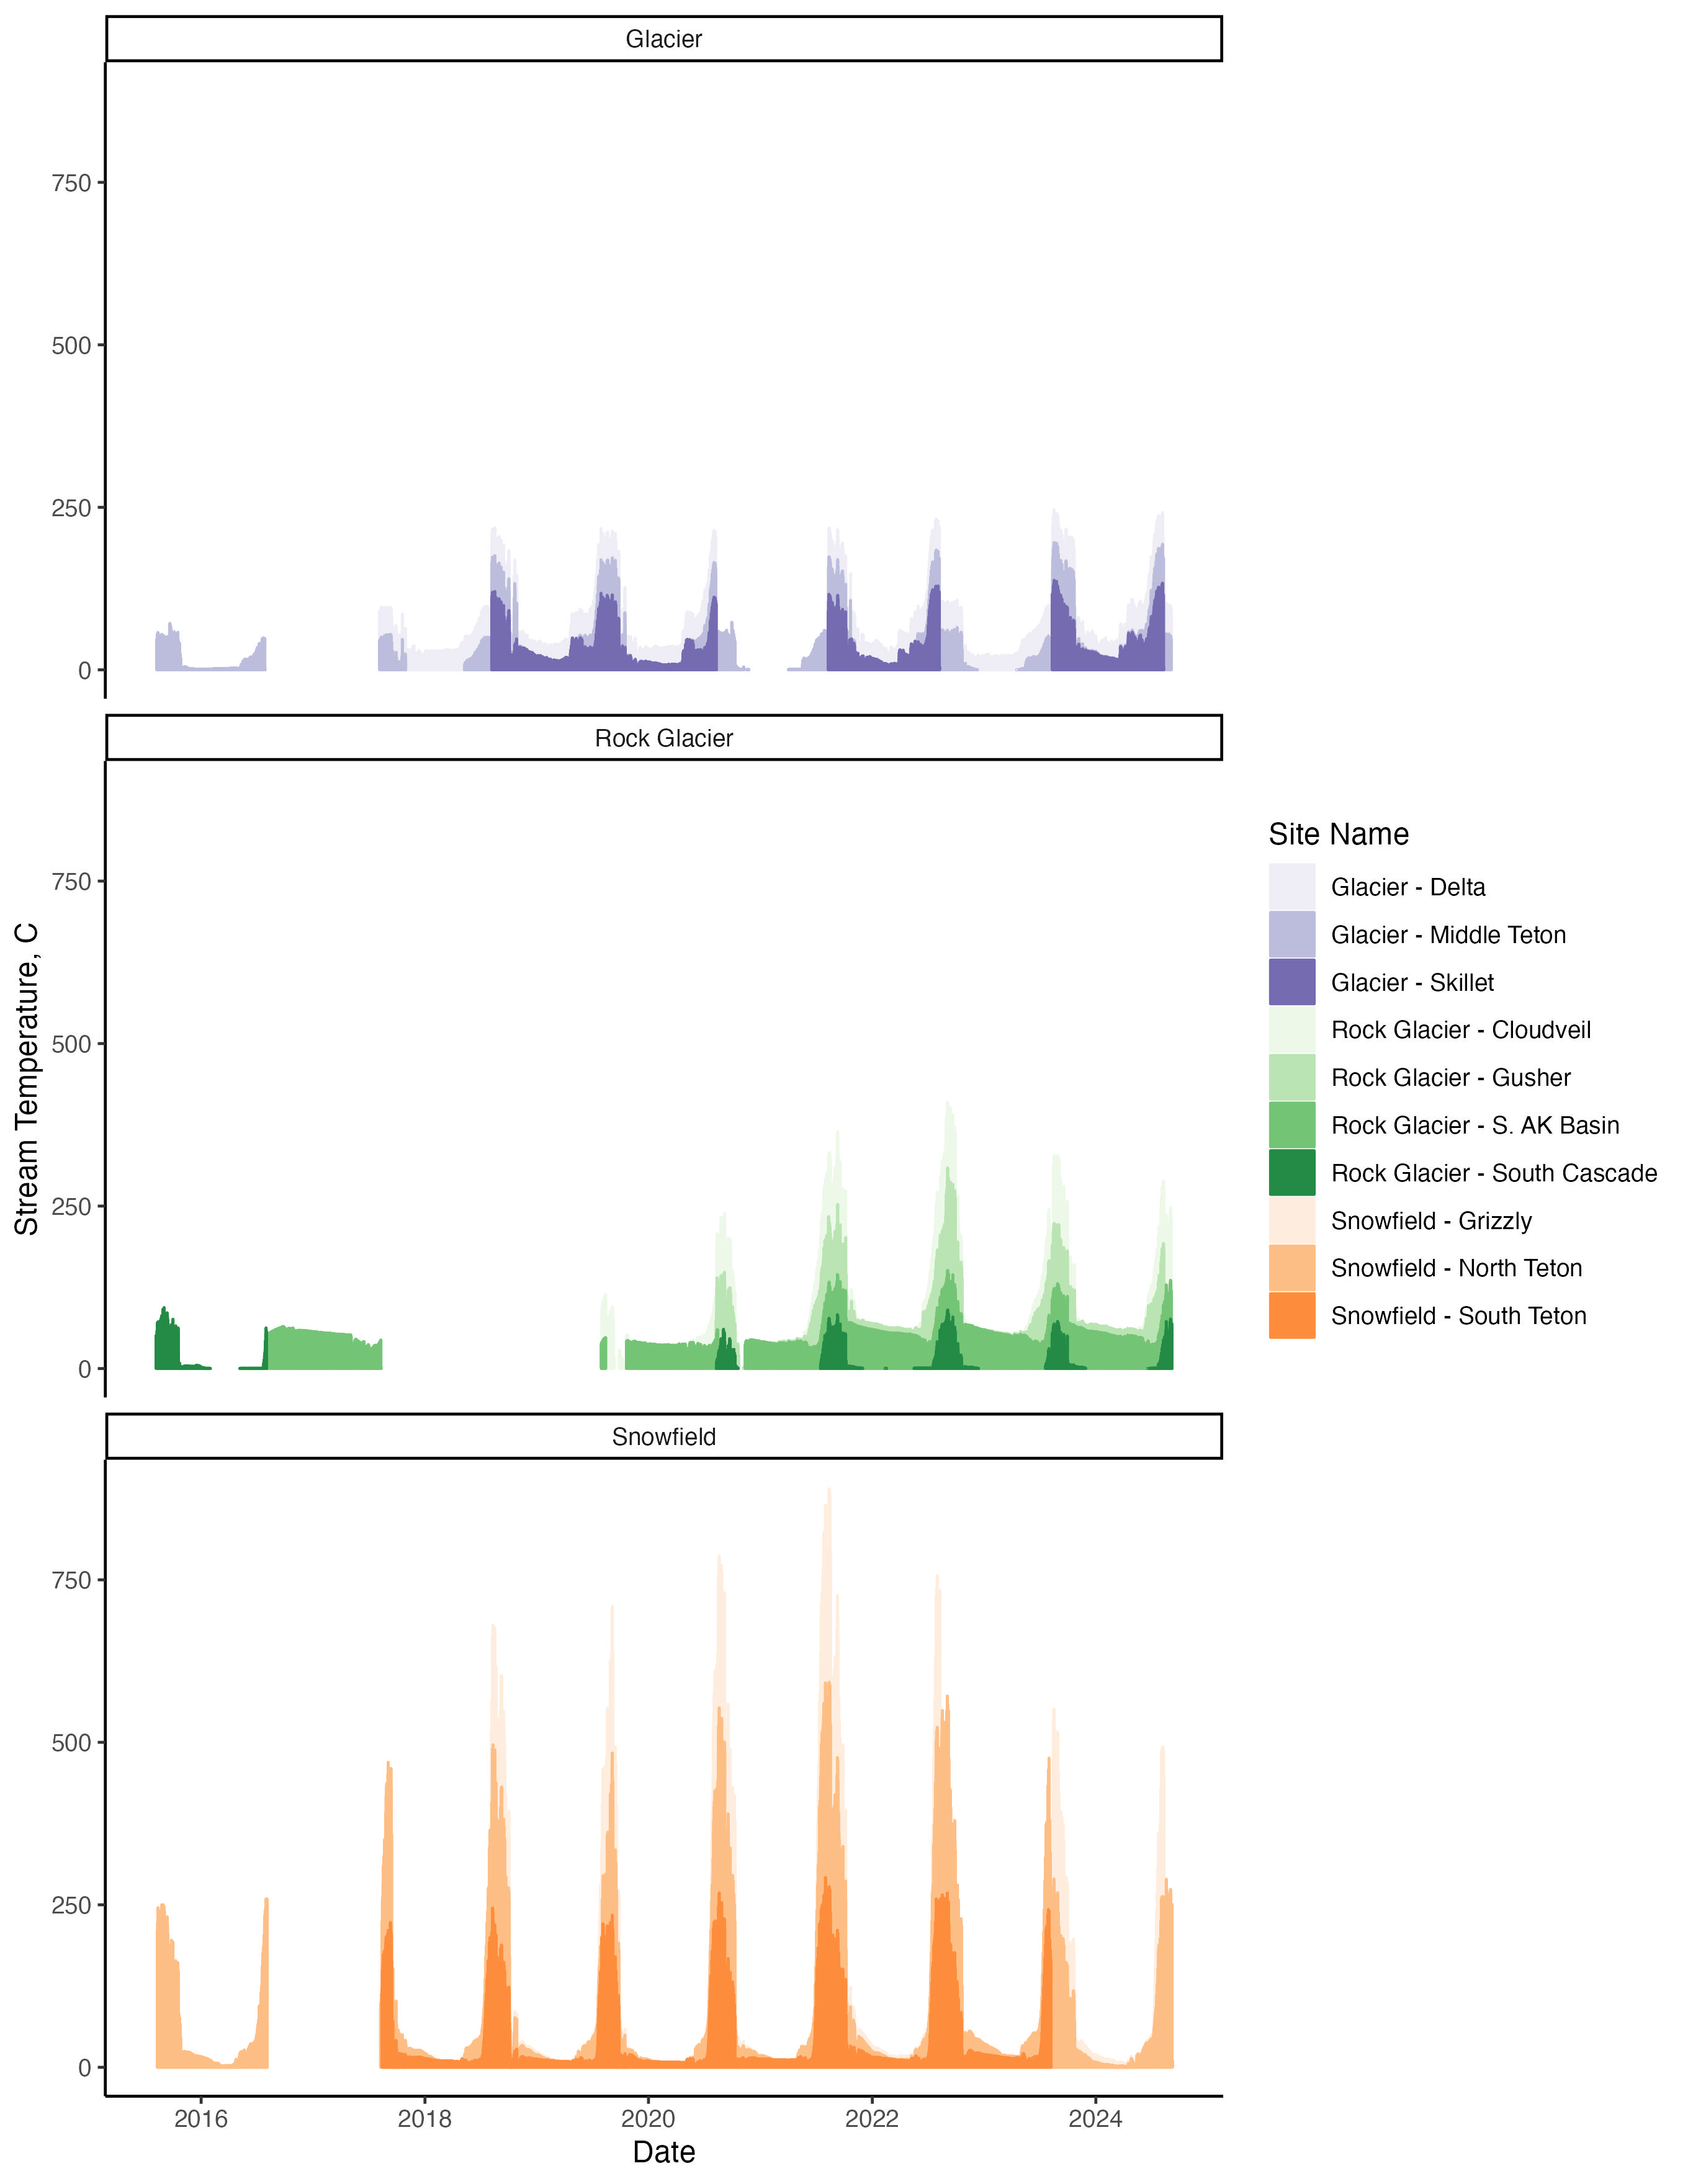 Glacier
750
500
250
0
Rock Glacier
750
500
250
0
Stream Temperature, C
Snowfield
750
500
250
0
2016 2018 2020 2022 2024
Date
Site Name
Glacier - Delta
Glacier - Middle Teton
Glacier - Skillet
Rock Glacier - Cloudveil
Rock Glacier - Gusher
Rock Glacier - S. AK Basin
Rock Glacier - South Cascade
Snowfield - Grizzly
Snowfield - North Teton
Snowfield - South Teton